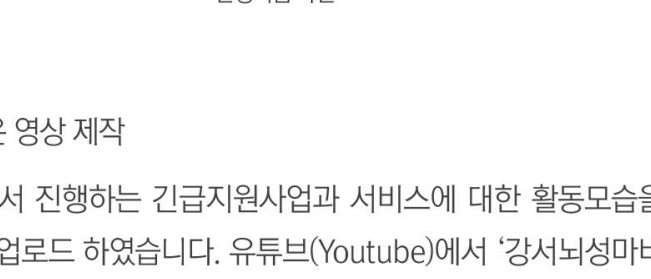 영상 제작
서 진행하는 긴급지원사업과 서비스에 대한 활동모습을
업로드 하였습니다. 유튜브(Youtube)에서 ‘강서뇌성마비